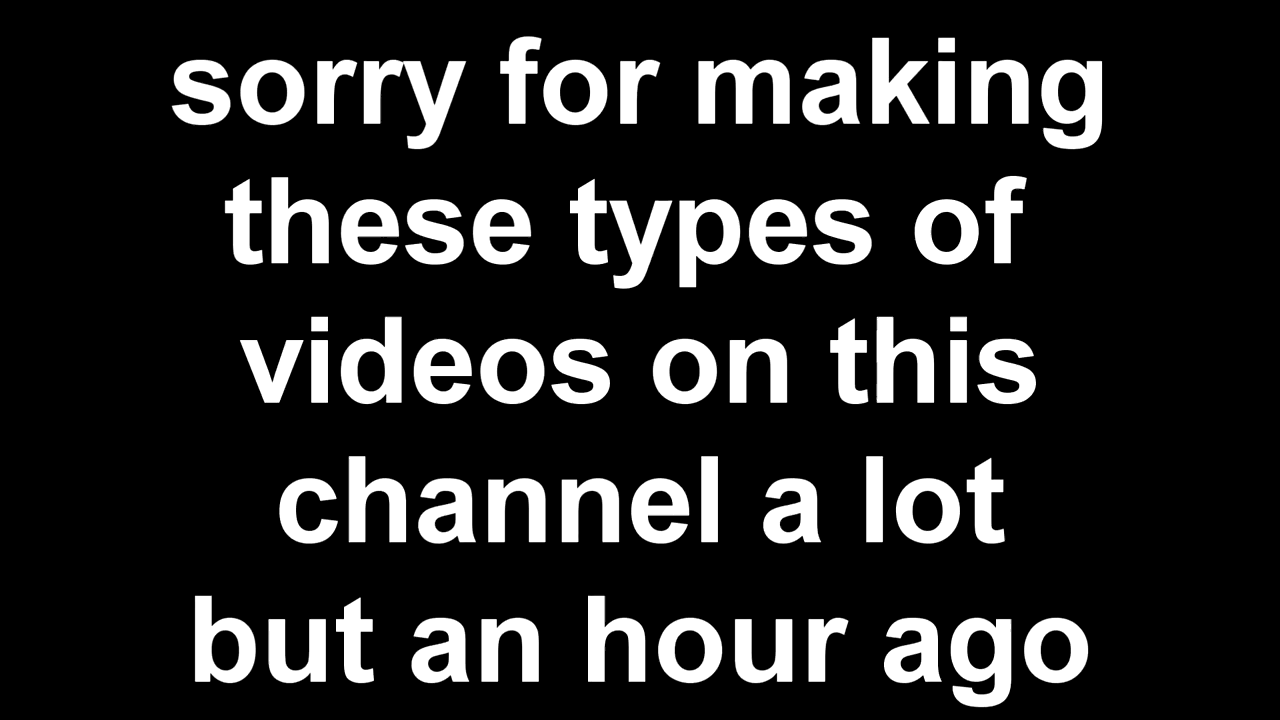 sorry for making
these types of
videos on this
channel a lot
but an hour ago